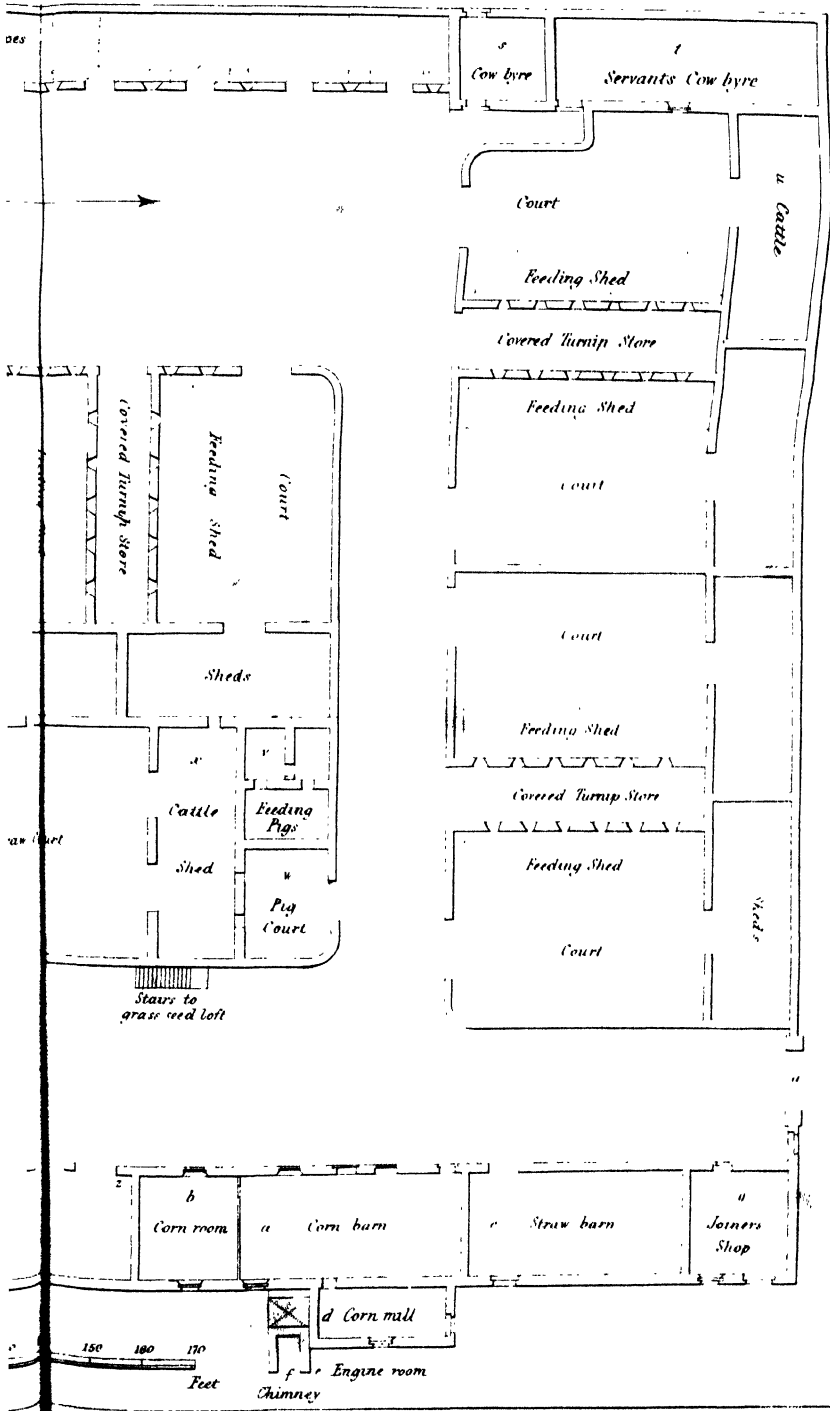 s
Cow byre
t
Servants Cow byre
u Cattle
Court
Feeding Shed
Covered Turnip Store
Feeding Shed
Court
Court
Feeding Shed
Covered Turnip Store
Feeding Shed
Court
Sheds
Covered Turnip Store
Feeding Shed
Court
Sheds
x
Cattle
Shed
v
Feeding
Pigs
w
Pig
Court
Stairs to
grass seed loft
z
b
Corn room
a Corn barn
c Straw barn
Joiners
Shop
d Corn mill
e Engine room
f
Chimney
150 160 170
Feet